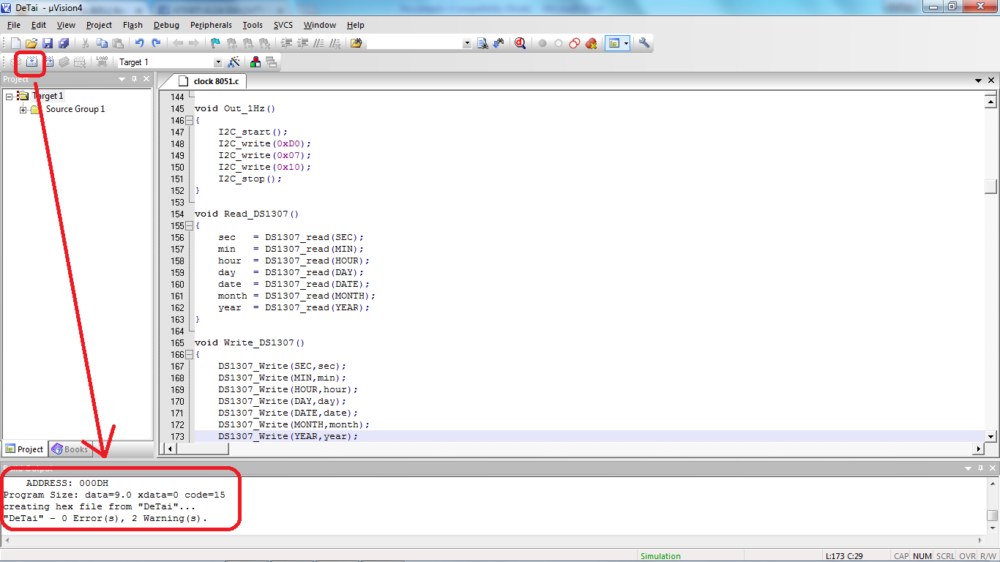 DeTai - µVision4
File Edit View Project Flash Debug Peripherals Tools SVCS Window Help
LOAD Target 1
Project
clock 8051.c
Target 1
Source Group 1
144
145 void Out_1Hz()
146 {
147 I2C_start();
148 I2C_write(0xD0);
149 I2C_write(0x07);
150 I2C_write(0x10);
151 I2C_stop();
152 }
153
154 void Read_DS1307()
155 {
156 sec = DS1307_read(SEC);
157 min = DS1307_read(MIN);
158 hour = DS1307_read(HOUR);
159 day = DS1307_read(DAY);
160 date = DS1307_read(DATE);
161 month = DS1307_read(MONTH);
162 year = DS1307_read(YEAR);
163 }
164
165 void Write_DS1307()
166 {
167 DS1307_Write(SEC,sec);
168 DS1307_Write(MIN,min);
169 DS1307_Write(HOUR,hour);
170 DS1307_Write(DAY,day);
171 DS1307_Write(DATE,date);
172 DS1307_Write(MONTH,month);
173 DS1307_Write(YEAR,year);
Project Books
Build Output
ADDRESS: 000DH
Program Size: data=9.0 xdata=0 code=15
creating hex file from "DeTai"...
"DeTai" - 0 Error(s), 2 Warning(s).
Simulation L:173 C:29 CAP NUM SCRL OVR R/W